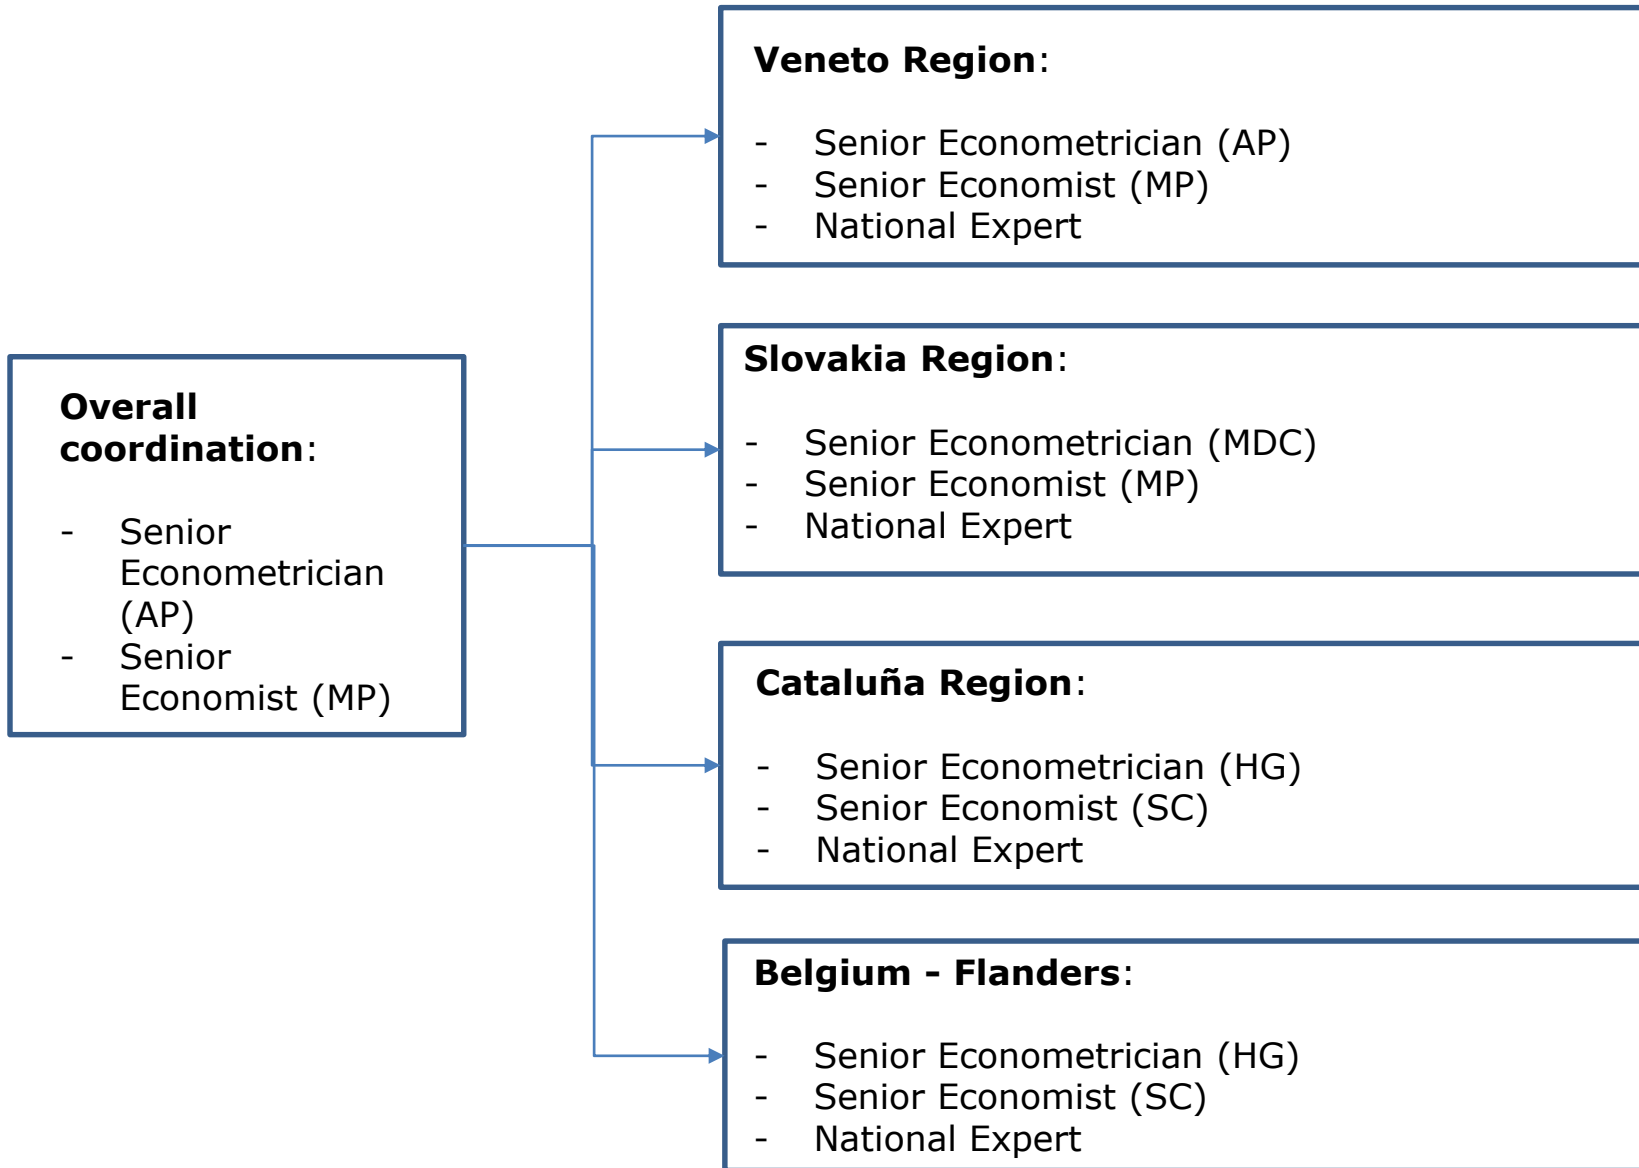 Overall
coordination:
- Senior
Econometrician
(AP)
- Senior
Economist (MP)
Veneto Region:
- Senior Econometrician (AP)
- Senior Economist (MP)
- National Expert
Slovakia Region:
- Senior Econometrician (MDC)
- Senior Economist (MP)
- National Expert
Cataluña Region:
- Senior Econometrician (HG)
- Senior Economist (SC)
- National Expert
Belgium - Flanders:
- Senior Econometrician (HG)
- Senior Economist (SC)
- National Expert